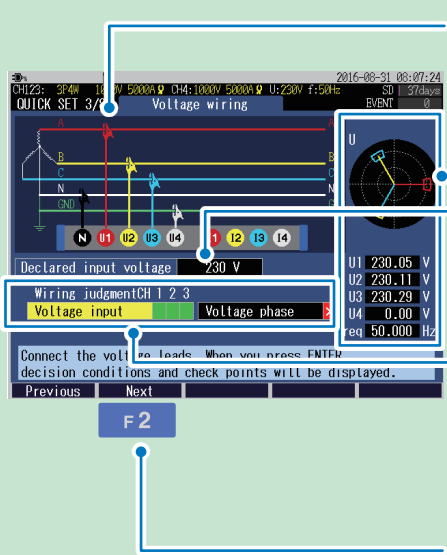 2016-08-31 08:07:24
CH123: 3P4W 1000V 5000A CH4:1000V 5000A U:230V f:50Hz SD 37days
QUICK SET 3/ Voltage wiring EVENT 0
A A
B B
C C
N N
GND
N U1 U2 U3 U4 I2 I3 I4
U
Declared input voltage 230 V
U1 230.05 V
U2 230.11 V
U3 230.29 V
U4 0.00 V
req 50.000 Hz
Wiring judgmentCH 1 2 3
Voltage input Voltage phase
Connect the voltage leads. When you press ENTER
decision conditions and check points will be displayed.
Previous Next
F2